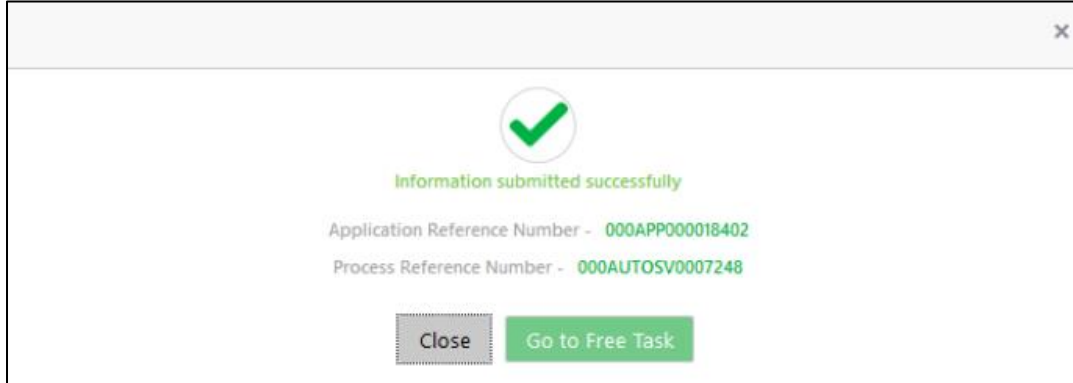 ×
Information submitted successfully
Application Reference Number - 000APP000018402
Process Reference Number - 000AUTOSV0007248
Close Go to Free Task